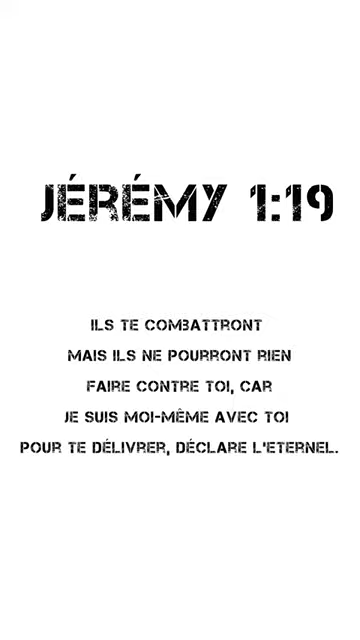 JÉRÉMY 1:19
ILS TE COMBATTRONT
MAIS ILS NE POURRONT RIEN
FAIRE CONTRE TOI, CAR
JE SUIS MOI-MÊME AVEC TOI
POUR TE DÉLIVRER, DÉCLARE L'ETERNEL.